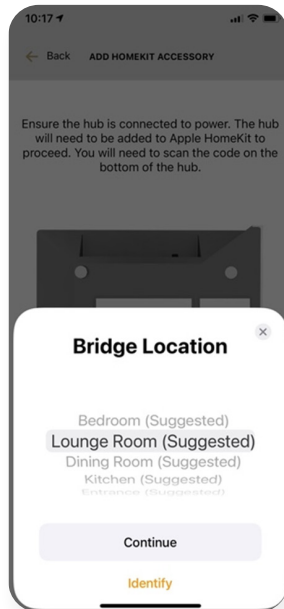 10:17
Back ADD HOMEKIT ACCESSORY
Ensure the hub is connected to power. The hub
will need to be added to Apple HomeKit to
proceed. You will need to scan the code on the
bottom of the hub.
Bridge Location
Bedroom (Suggested)
Lounge Room (Suggested)
Dining Room (Suggested)
Kitchen (Suggested)
Entrance (Suggested)
Continue
Identify